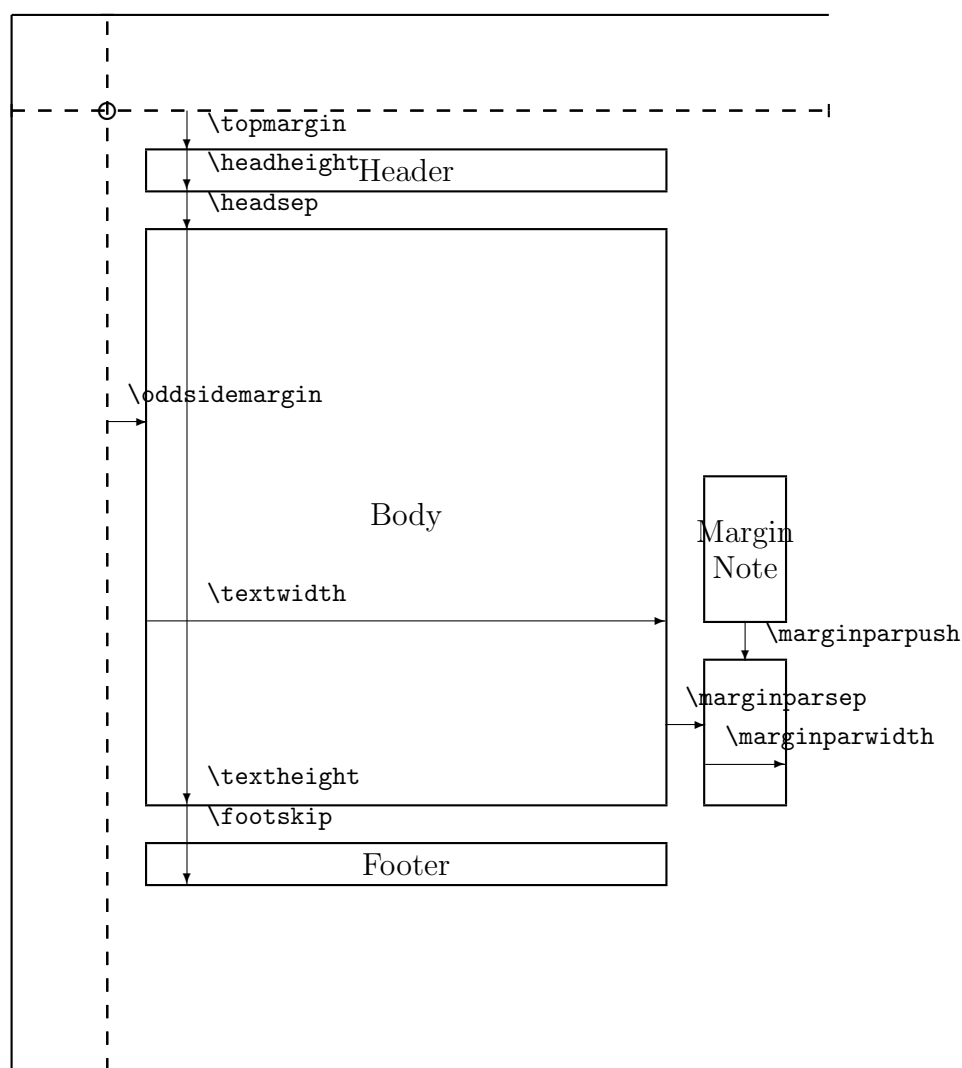 \topmargin
\headheight
Header
\headsep
\oddsidemargin
Body
Margin
Note
\textwidth
\marginparpush
\marginparsep
\marginparwidth
\textheight
\footskip
Footer